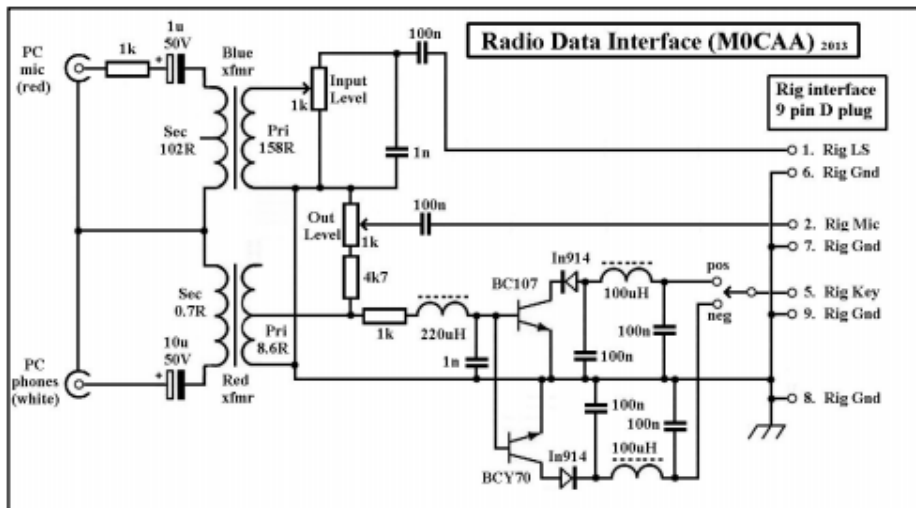 Radio Data Interface (M0CAA) 2013
PC
mic
(red)
1k
1u
50V
Blue
xfmr
Sec
102R
Pri
158R
1k
Input
Level
100n
1n
Rig interface
9 pin D plug
1. Rig LS
6. Rig Gnd
Out
Level
1k
100n
2. Rig Mic
7. Rig Gnd
4k7
Sec
0.7R
Pri
8.6R
1k
220uH
1n
BC107
In914
100uH
100n
100n
pos
neg
5. Rig Key
9. Rig Gnd
PC
phones
(white)
10u
50V
Red
xfmr
BCY70
In914
100n
100n
100uH
8. Rig Gnd